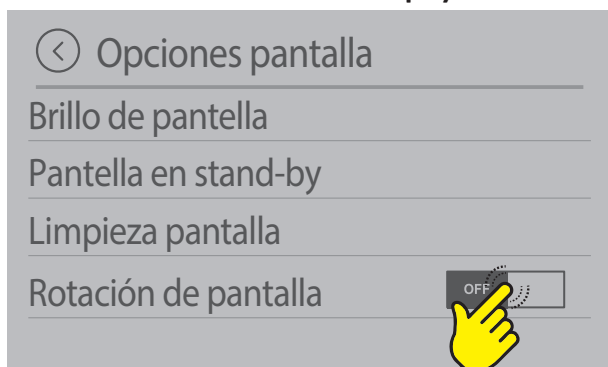 Opciones pantalla
Brillo de pantella
Pantella en stand-by
Limpieza pantalla
Rotación de pantalla OFF